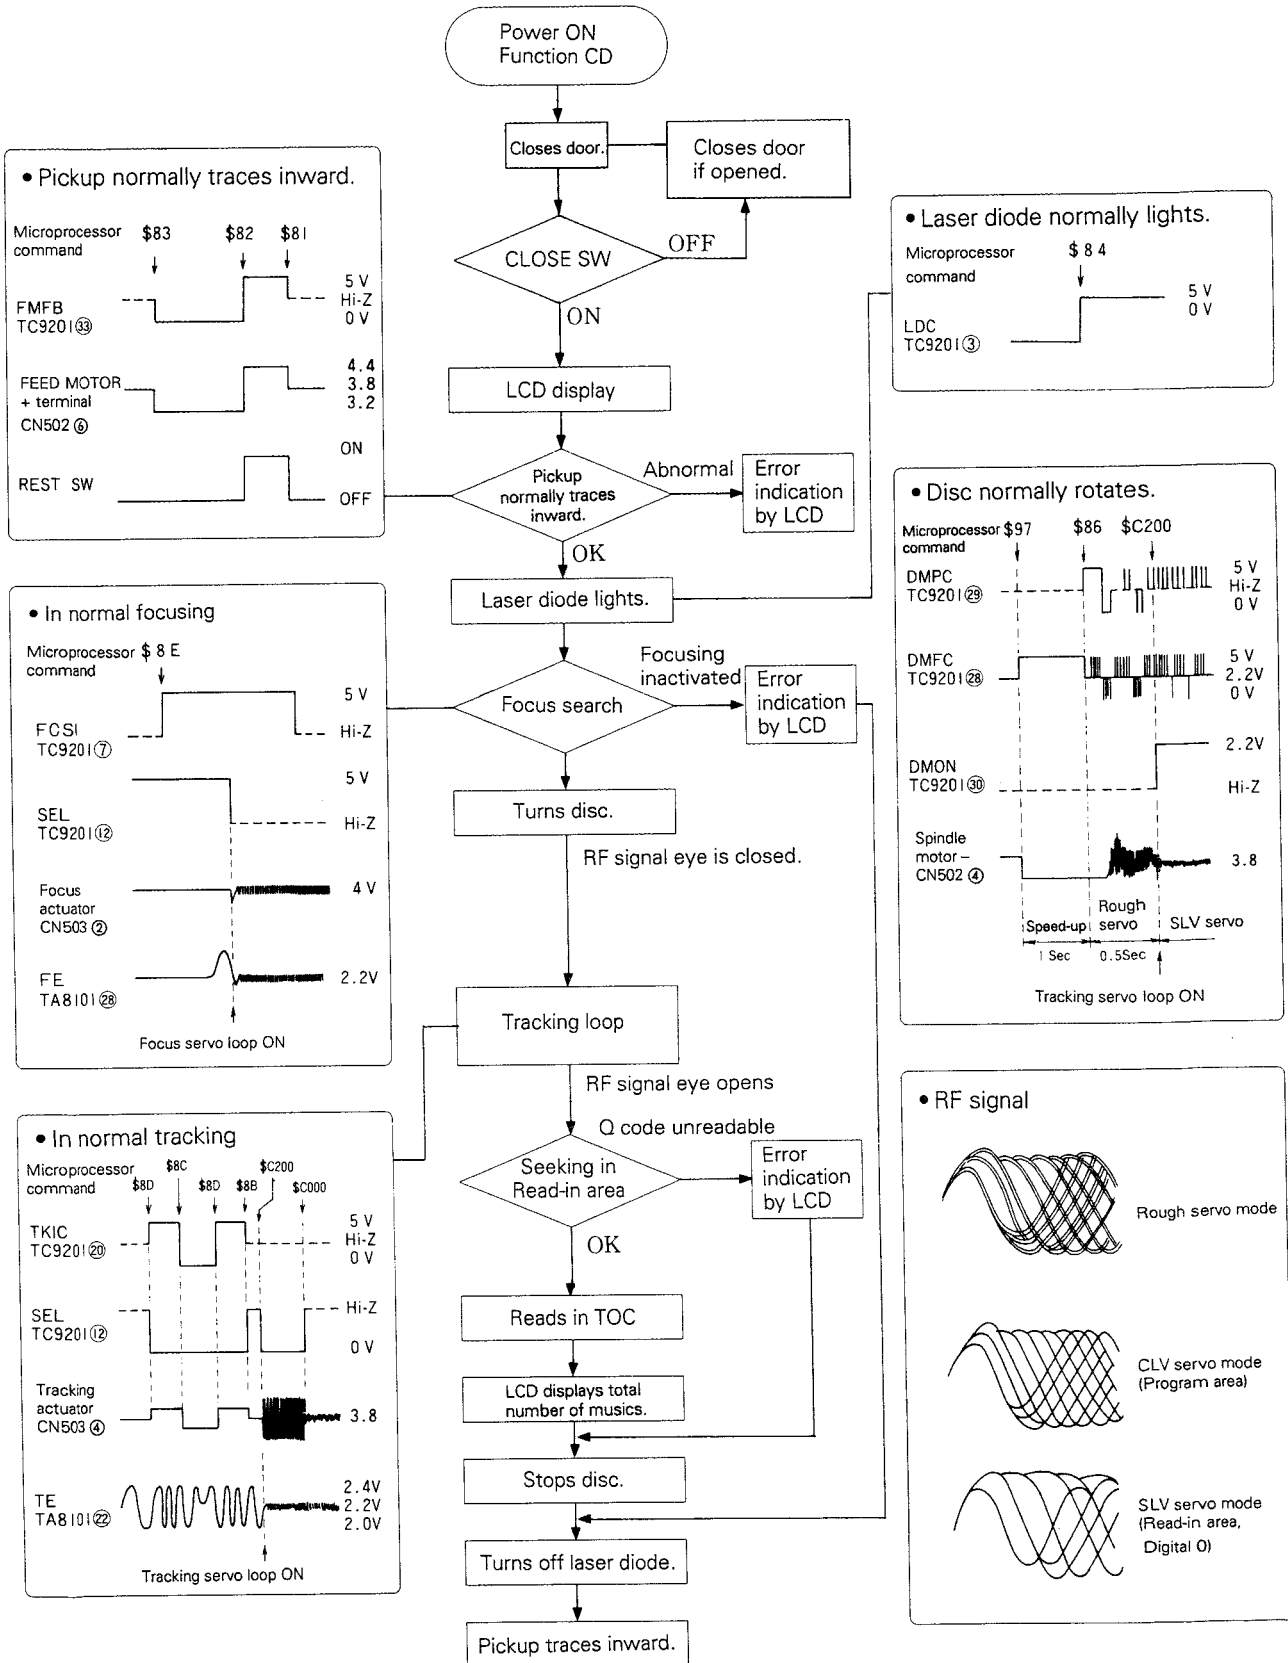 Power ON
Function CD
Closes door.
Closes door
if opened.
CLOSE SW
OFF
ON
LCD display
Pickup
normally traces
inward.
Abnormal
Error
indication
by LCD
OK
Laser diode lights.
Focus search
Focusing
inactivated
Error
indication
by LCD
Turns disc.
RF signal eye is closed.
Tracking loop
RF signal eye opens
Q code unreadable
Seeking in
Read-in area
Error
indication
by LCD
OK
Reads in TOC
LCD displays total
number of musics.
Stops disc.
Turns off laser diode.
Pickup traces inward.
• Pickup normally traces inward.
Microprocessor
command
$83 $82 $81
FMFB
TC9201㉝
5 V
Hi-Z
0 V
FEED MOTOR
+ terminal
CN502⑥
4.4
3.8
3.2
REST SW
ON
OFF
• In normal focusing
Microprocessor
command
$8E
FCSI
TC9201⑦
5 V
Hi-Z
SEL
TC9201⑫
5 V
Hi-Z
Focus
actuator
CN503②
4 V
FE
TA8101㉘
2.2V
Focus servo loop ON
• In normal tracking
Microprocessor
command
$8D $8C $8D $8B $C200 $C000
TKIC
TC9201⑳
5 V
Hi-Z
0 V
SEL
TC9201⑫
Hi-Z
0 V
Tracking
actuator
CN503④
3.8
TE
TA8101㉒
2.4V
2.2V
2.0V
Tracking servo loop ON
• Laser diode normally lights.
Microprocessor
command
$84
LDC
TC9201③
5 V
0 V
• Disc normally rotates.
Microprocessor
command
$97 $86 $C200
DMPC
TC9201㉙
5 V
Hi-Z
0 V
DMFC
TC9201㉘
5 V
2.2V
0 V
DMON
TC9201㉚
2.2V
Hi-Z
Spindle
motor –
CN502④
3.8
Speed-up
Rough
servo
SLV servo
1 Sec 0.5Sec
Tracking servo loop ON
• RF signal
Rough servo mode
CLV servo mode
(Program area)
SLV servo mode
(Read-in area,
Digital 0)